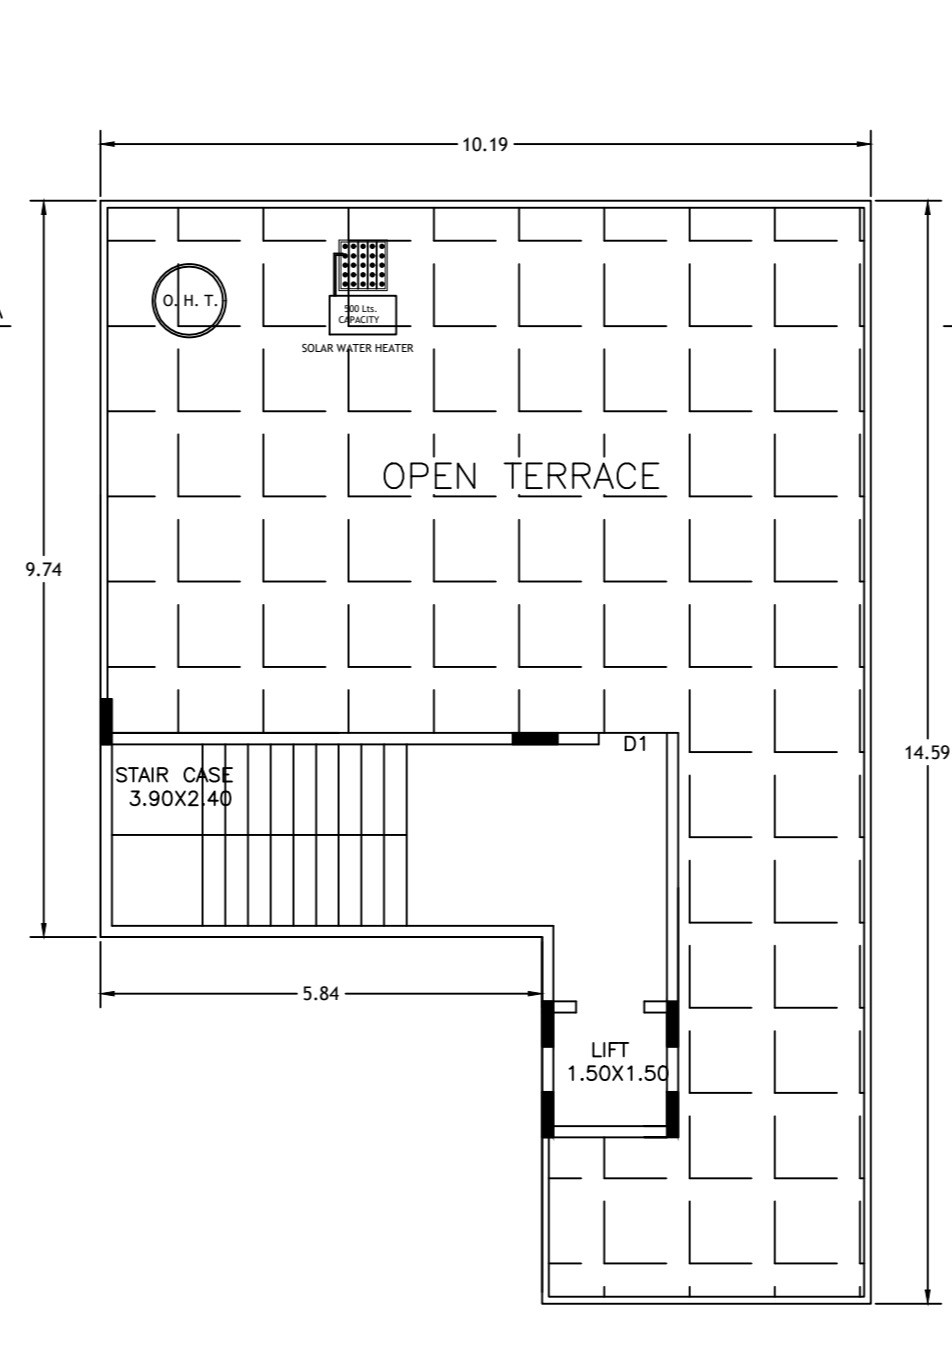 10.19
O. H. T.
500 Lts.
CAPACITY
SOLAR WATER HEATER
OPEN TERRACE
9.74
D1
14.59
STAIR CASE
3.90X2.40
5.84
LIFT
1.50X1.50